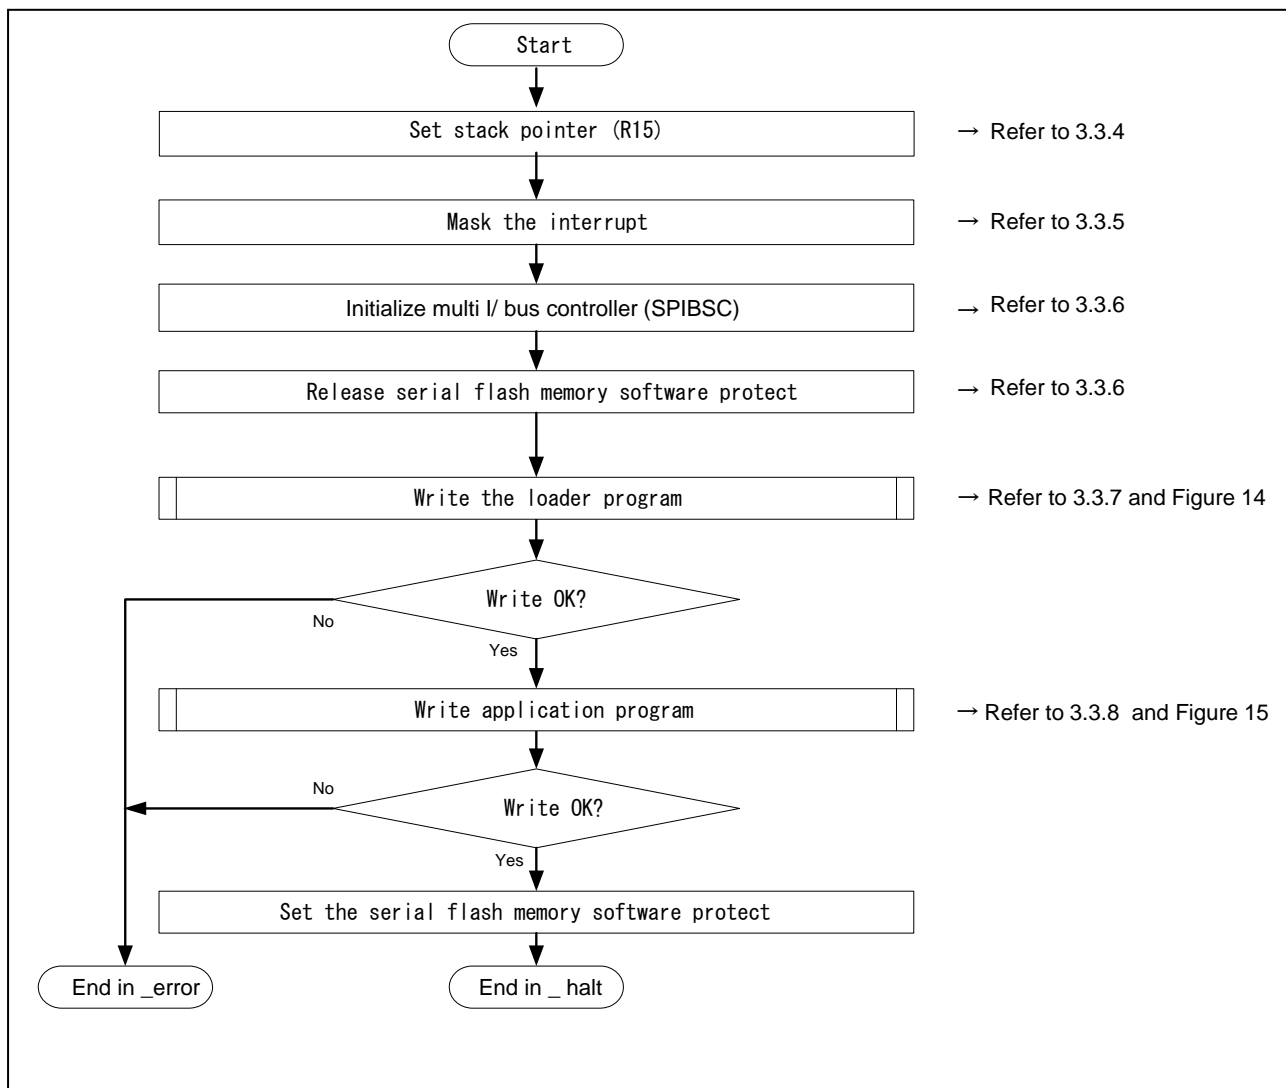 Start
Set stack pointer (R15)
→ Refer to 3.3.4
Mask the interrupt
→ Refer to 3.3.5
Initialize multi I/ bus controller (SPIBSC)
→ Refer to 3.3.6
Release serial flash memory software protect
→ Refer to 3.3.6
Write the loader program
→ Refer to 3.3.7 and Figure 14
Write OK?
No
Yes
Write application program
→ Refer to 3.3.8 and Figure 15
No
Write OK?
Yes
Set the serial flash memory software protect
End in _error
End in _ halt